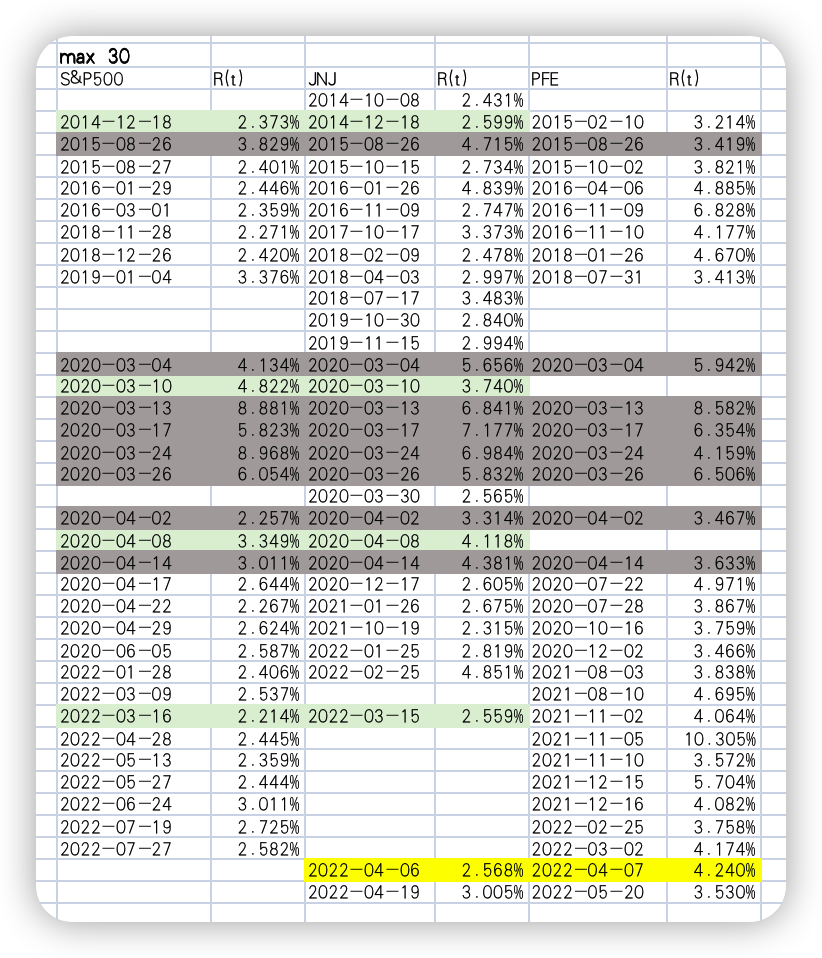 max 30
S&P500 R(t) JNJ R(t) PFE R(t)
2014-10-08 2.431%
2014-12-18 2.373% 2014-12-18 2.599% 2015-02-10 3.214%
2015-08-26 3.829% 2015-08-26 4.715% 2015-08-26 3.419%
2015-08-27 2.401% 2015-10-15 2.734% 2015-10-02 3.821%
2016-01-29 2.446% 2016-01-26 4.839% 2016-04-06 4.885%
2016-03-01 2.359% 2016-11-09 2.747% 2016-11-09 6.828%
2018-11-28 2.271% 2017-10-17 3.373% 2016-11-10 4.177%
2018-12-26 2.420% 2018-02-09 2.478% 2018-01-26 4.670%
2019-01-04 3.376% 2018-04-03 2.997% 2018-07-31 3.413%
2018-07-17 3.483%
2019-10-30 2.840%
2019-11-15 2.994%
2020-03-04 4.134% 2020-03-04 5.656% 2020-03-04 5.942%
2020-03-10 4.822% 2020-03-10 3.740%
2020-03-13 8.881% 2020-03-13 6.841% 2020-03-13 8.582%
2020-03-17 5.823% 2020-03-17 7.177% 2020-03-17 6.354%
2020-03-24 8.968% 2020-03-24 6.984% 2020-03-24 4.159%
2020-03-26 6.054% 2020-03-26 5.832% 2020-03-26 6.506%
2020-03-30 2.565%
2020-04-02 2.257% 2020-04-02 3.314% 2020-04-02 3.467%
2020-04-08 3.349% 2020-04-08 4.118%
2020-04-14 3.011% 2020-04-14 4.381% 2020-04-14 3.633%
2020-04-17 2.644% 2020-12-17 2.605% 2020-07-22 4.971%
2020-04-22 2.267% 2021-01-26 2.675% 2020-07-28 3.867%
2020-04-29 2.624% 2021-10-19 2.315% 2020-10-16 3.759%
2020-06-05 2.587% 2022-01-25 2.819% 2020-12-02 3.466%
2022-01-28 2.406% 2022-02-25 4.851% 2021-08-03 3.838%
2022-03-09 2.537% 2021-08-10 4.695%
2022-03-16 2.214% 2022-03-15 2.559% 2021-11-02 4.064%
2022-04-28 2.445% 2021-11-05 10.305%
2022-05-13 2.359% 2021-11-10 3.572%
2022-05-27 2.444% 2021-12-15 5.704%
2022-06-24 3.011% 2021-12-16 4.082%
2022-07-19 2.725% 2022-02-25 3.758%
2022-07-27 2.582% 2022-03-02 4.174%
2022-04-06 2.568% 2022-04-07 4.240%
2022-04-19 3.005% 2022-05-20 3.530%